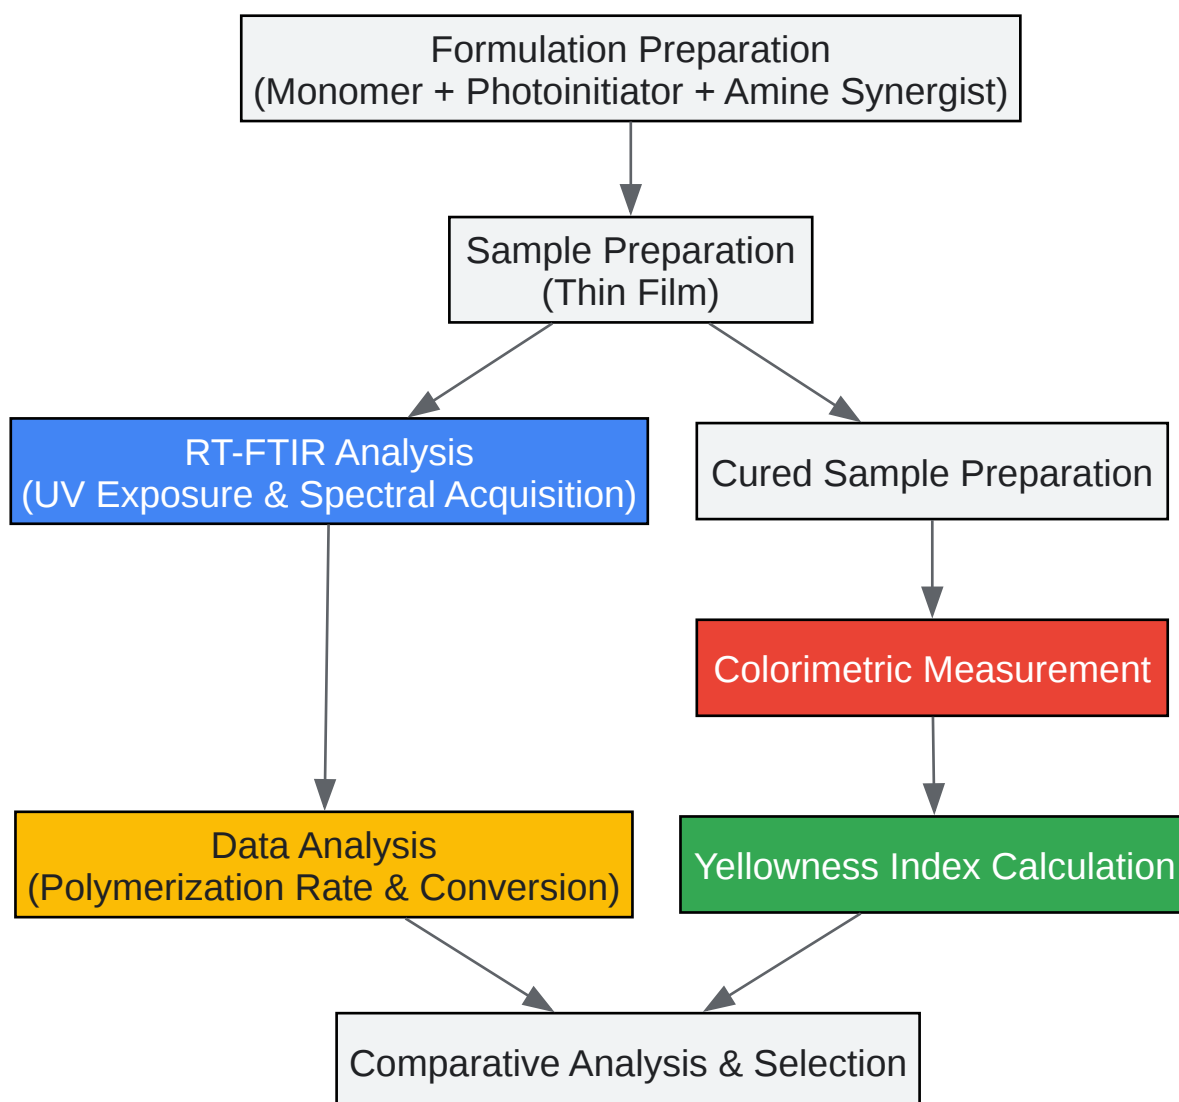 Formulation Preparation
(Monomer + Photoinitiator + Amine Synergist)
Sample Preparation
(Thin Film)
RT-FTIR Analysis
(UV Exposure & Spectral Acquisition)
Cured Sample Preparation
Colorimetric Measurement
Data Analysis
(Polymerization Rate & Conversion)
Yellowness Index Calculation
Comparative Analysis & Selection